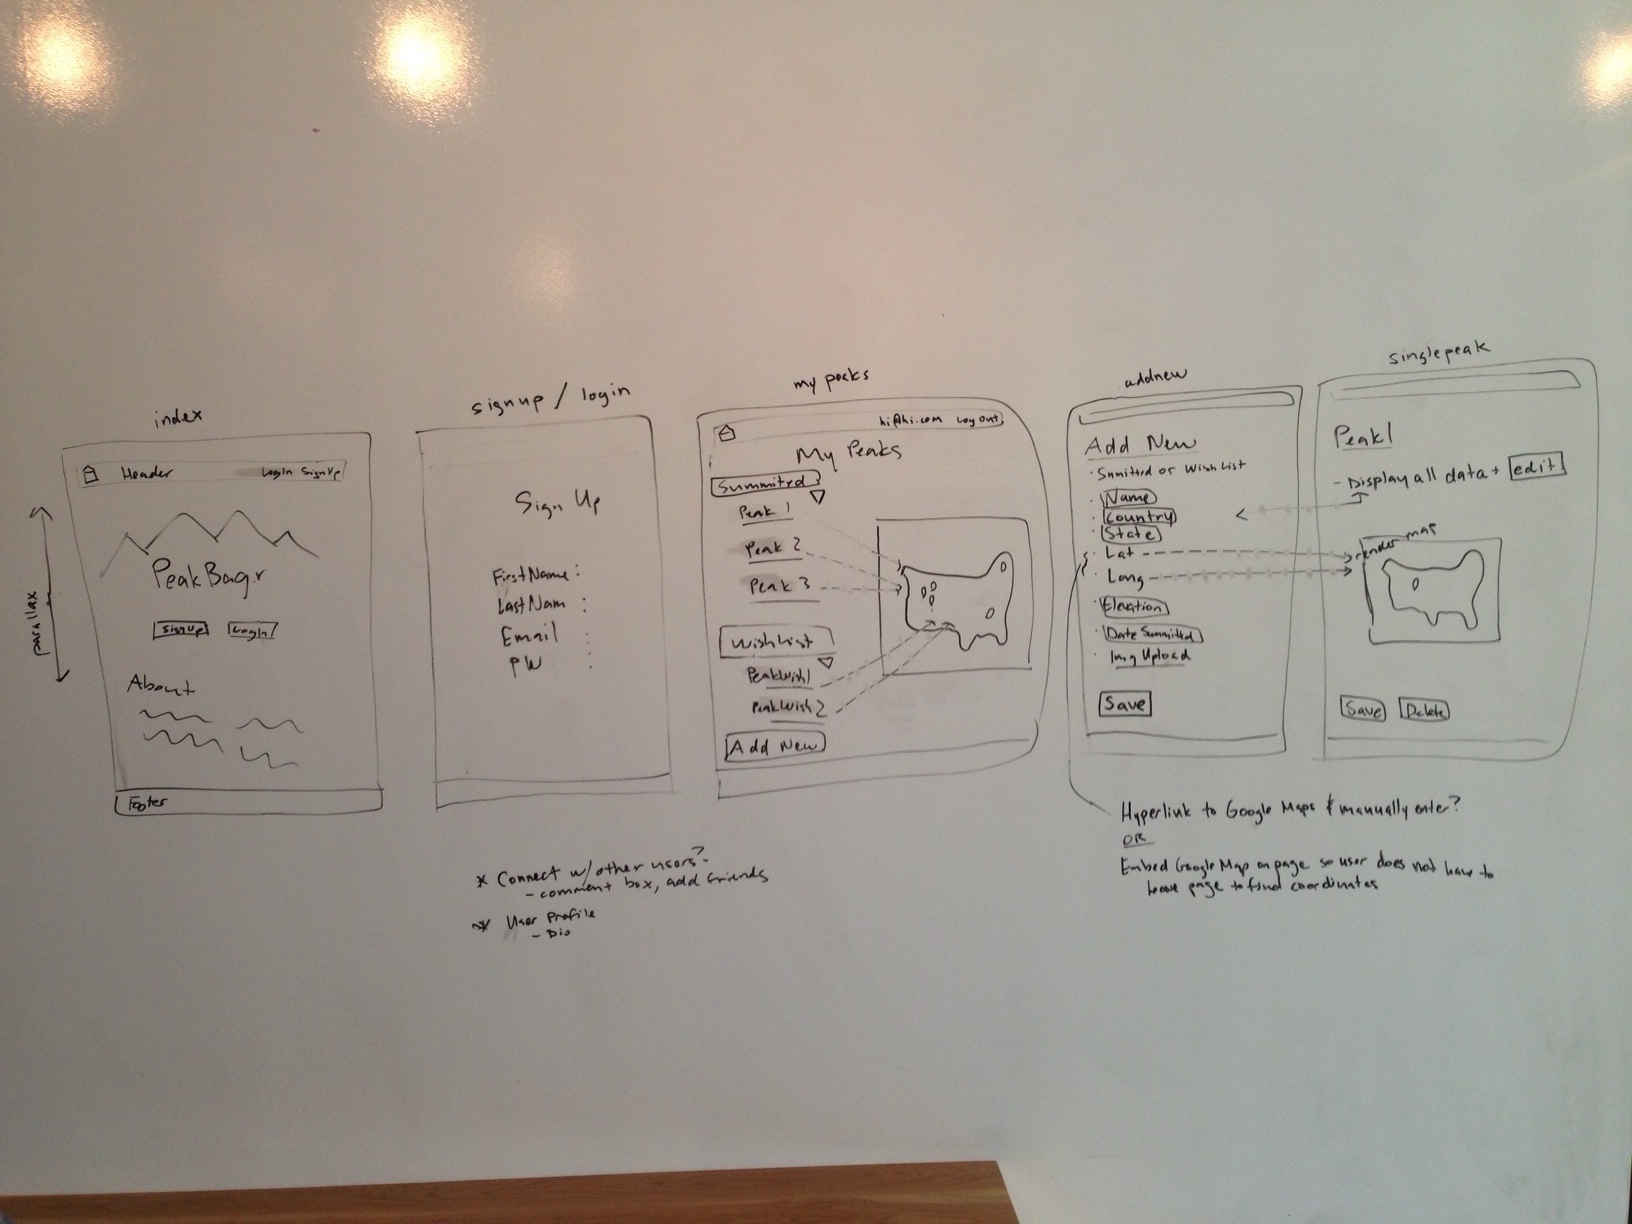 index
Header
Login SignUp
parallax
PeakBagr
SignUp
Login
About
Footer
signup / login
Sign Up
FirstName :
LastNam :
Email :
PW :
* Connect w/ other users?
- comment box, add friends
* User Profile
my peaks
hi@hi.com Log Out
My Peaks
Summitted
Peak 1
Peak 2
Peak 3
WishList
PeakWish1
PeakWish2
Add New
addnew
Add New
· Summitted or Wish List
· Name
· Country
· State
· Lat
· Long
· Elevation
· Date Summitted
· Img Upload
Save
Hyperlink to Google Maps & manually enter?
OR
Embed Google Map on page so user does not have to
leave page to find coordinates
singlepeak
Peak1
- Display all data + edit
render map
Save
Delete